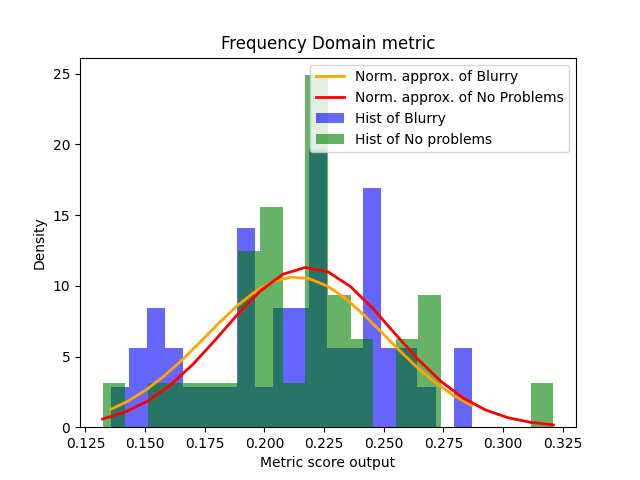 Frequency Domain metric
Norm. approx. of Blurry
Norm. approx. of No Problems
Hist of Blurry
Hist of No problems
Density
25
20
15
10
5
0
0.125 0.150 0.175 0.200 0.225 0.250 0.275 0.300 0.325
Metric score output